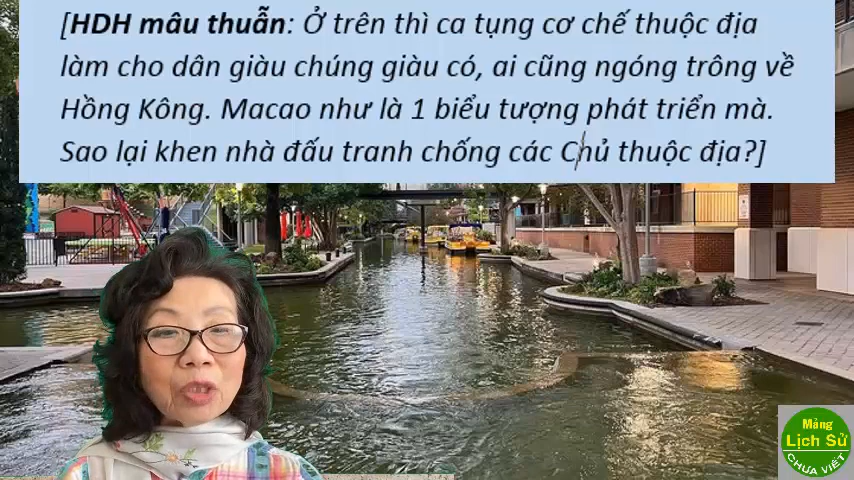 [HDH mâu thuẫn: Ở trên thì ca tụng cơ chế thuộc địa
làm cho dân giàu chúng giàu có, ai cũng ngóng trông về
Hồng Kông. Macao như là 1 biểu tượng phát triển mà.
Sao lại khen nhà đấu tranh chống các Chủ thuộc địa?]
Mảng
Lịch Sử
CHƯA VIẾT